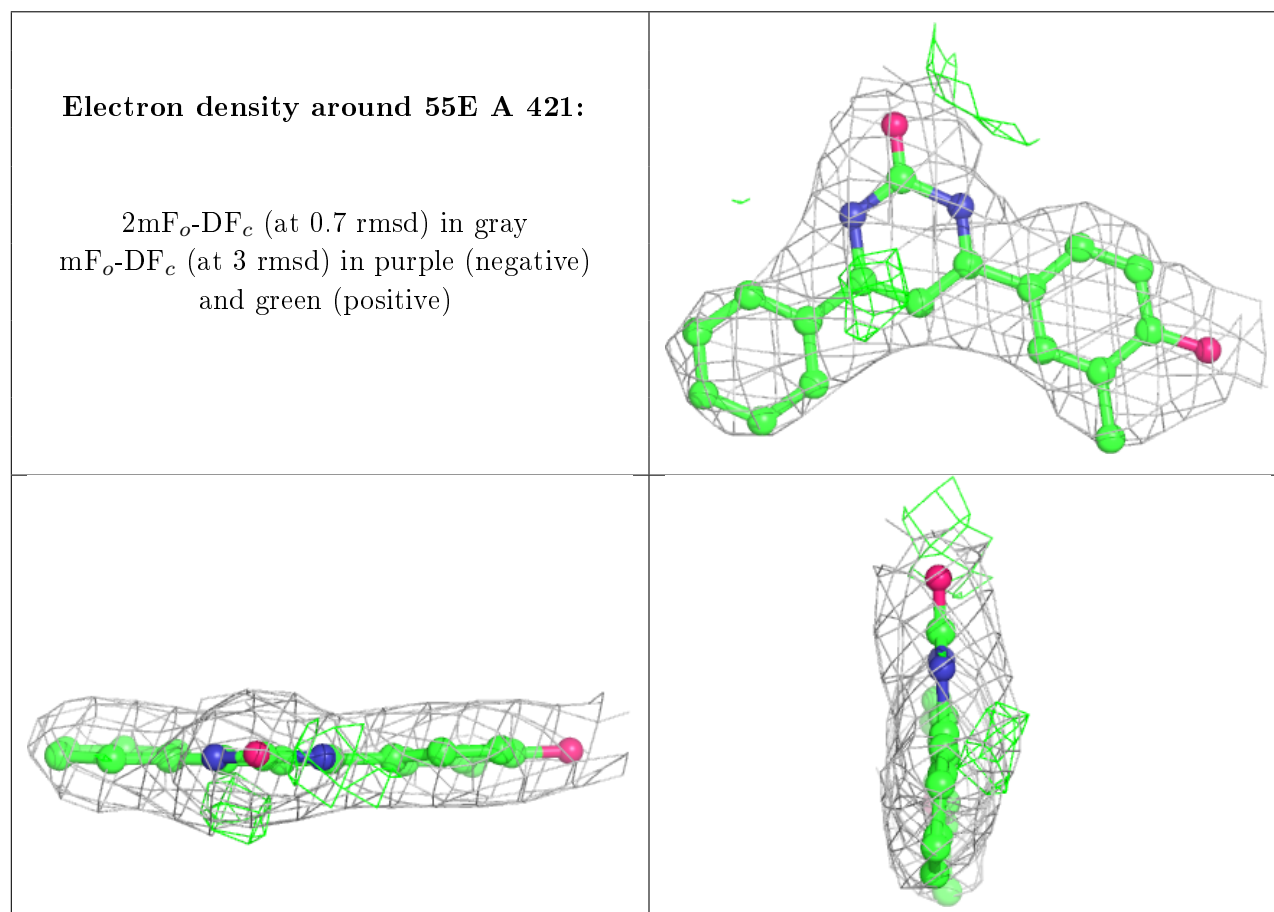 Electron density around 55E A 421:
2mFo-DFc (at 0.7 rmsd) in gray
mFo-DFc (at 3 rmsd) in purple (negative)
and green (positive)